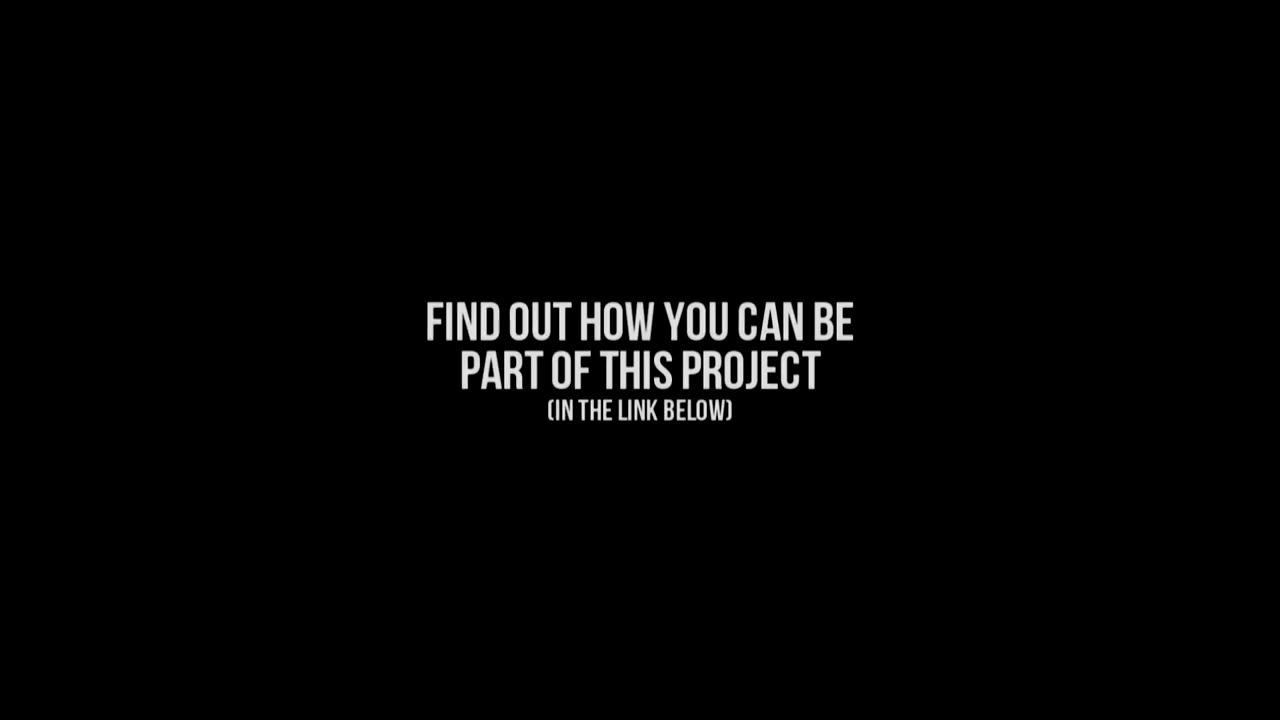 FIND OUT HOW YOU CAN BE
PART OF THIS PROJECT
(IN THE LINK BELOW)